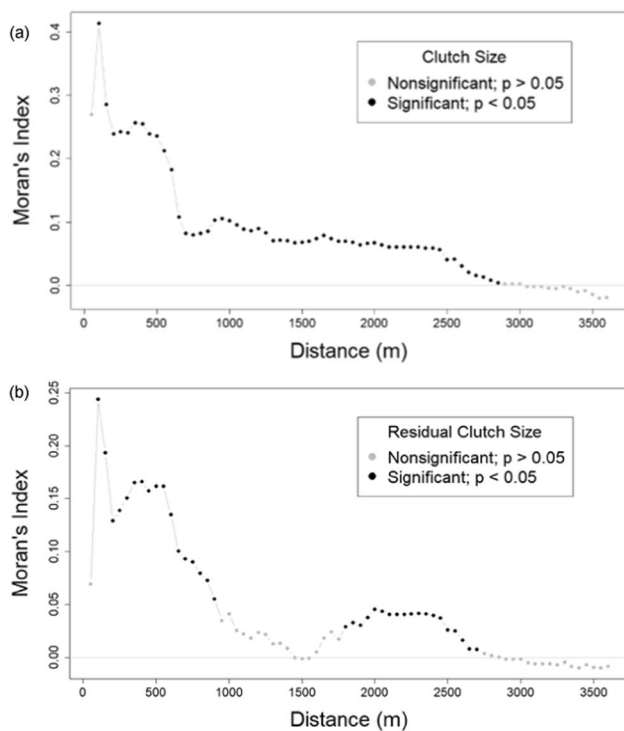 (a)
Clutch Size
Nonsignificant; p > 0.05
Significant; p < 0.05
Moran's Index
0.4
0.3
0.2
0.1
0.0
0 500 1000 1500 2000 2500 3000 3500
Distance (m)
(b)
Residual Clutch Size
Nonsignificant; p > 0.05
Significant; p < 0.05
Moran's Index
0.25
0.20
0.15
0.10
0.05
0.00
0 500 1000 1500 2000 2500 3000 3500
Distance (m)